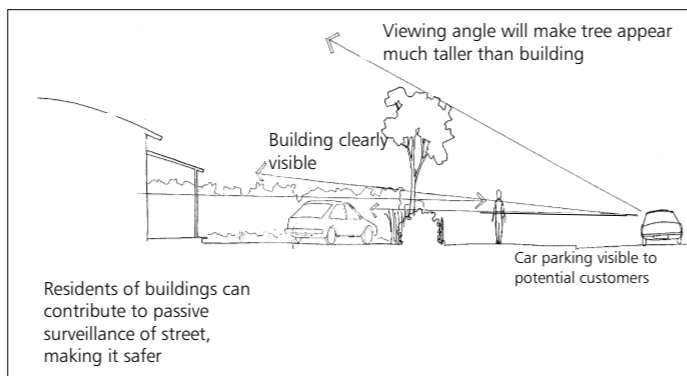 Viewing angle will make tree appear
much taller than building
Building clearly
visible
Car parking visible to
potential customers
Residents of buildings can
contribute to passive
surveillance of street,
making it safer